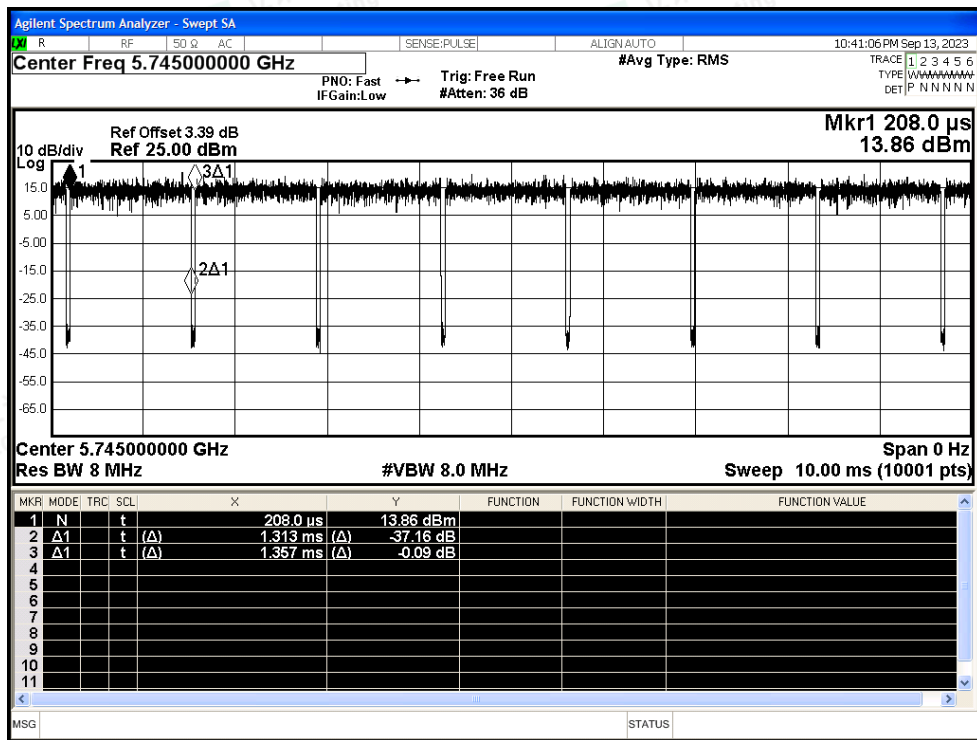 Agilent Spectrum Analyzer - Swept SA
LXI R RF 50 Ω AC SENSE:PULSE ALIGN AUTO 10:41:06 PM Sep 13, 2023
Center Freq 5.745000000 GHz #Avg Type: RMS TRACE 1 2 3 4 5 6
PNO: Fast Trig: Free Run TYPE W
IFGain:Low #Atten: 36 dB DET P N N N N N
Mkr1 208.0 µs
Ref Offset 3.39 dB
10 dB/div Ref 25.00 dBm 13.86 dBm
Log
1 3Δ1
15.0
5.00
-5.00
-15.0 2Δ1
-25.0
-35.0
-45.0
-55.0
-65.0
Center 5.745000000 GHz Span 0 Hz
Res BW 8 MHz #VBW 8.0 MHz Sweep 10.00 ms (10001 pts)
MKR MODE TRC SCL X Y FUNCTION FUNCTION WIDTH FUNCTION VALUE
1 N t 208.0 µs 13.86 dBm
2 Δ1 t (Δ) 1.313 ms (Δ) -37.16 dB
3 Δ1 t (Δ) 1.357 ms (Δ) -0.09 dB
4
5
6
7
8
9
10
11
MSG STATUS